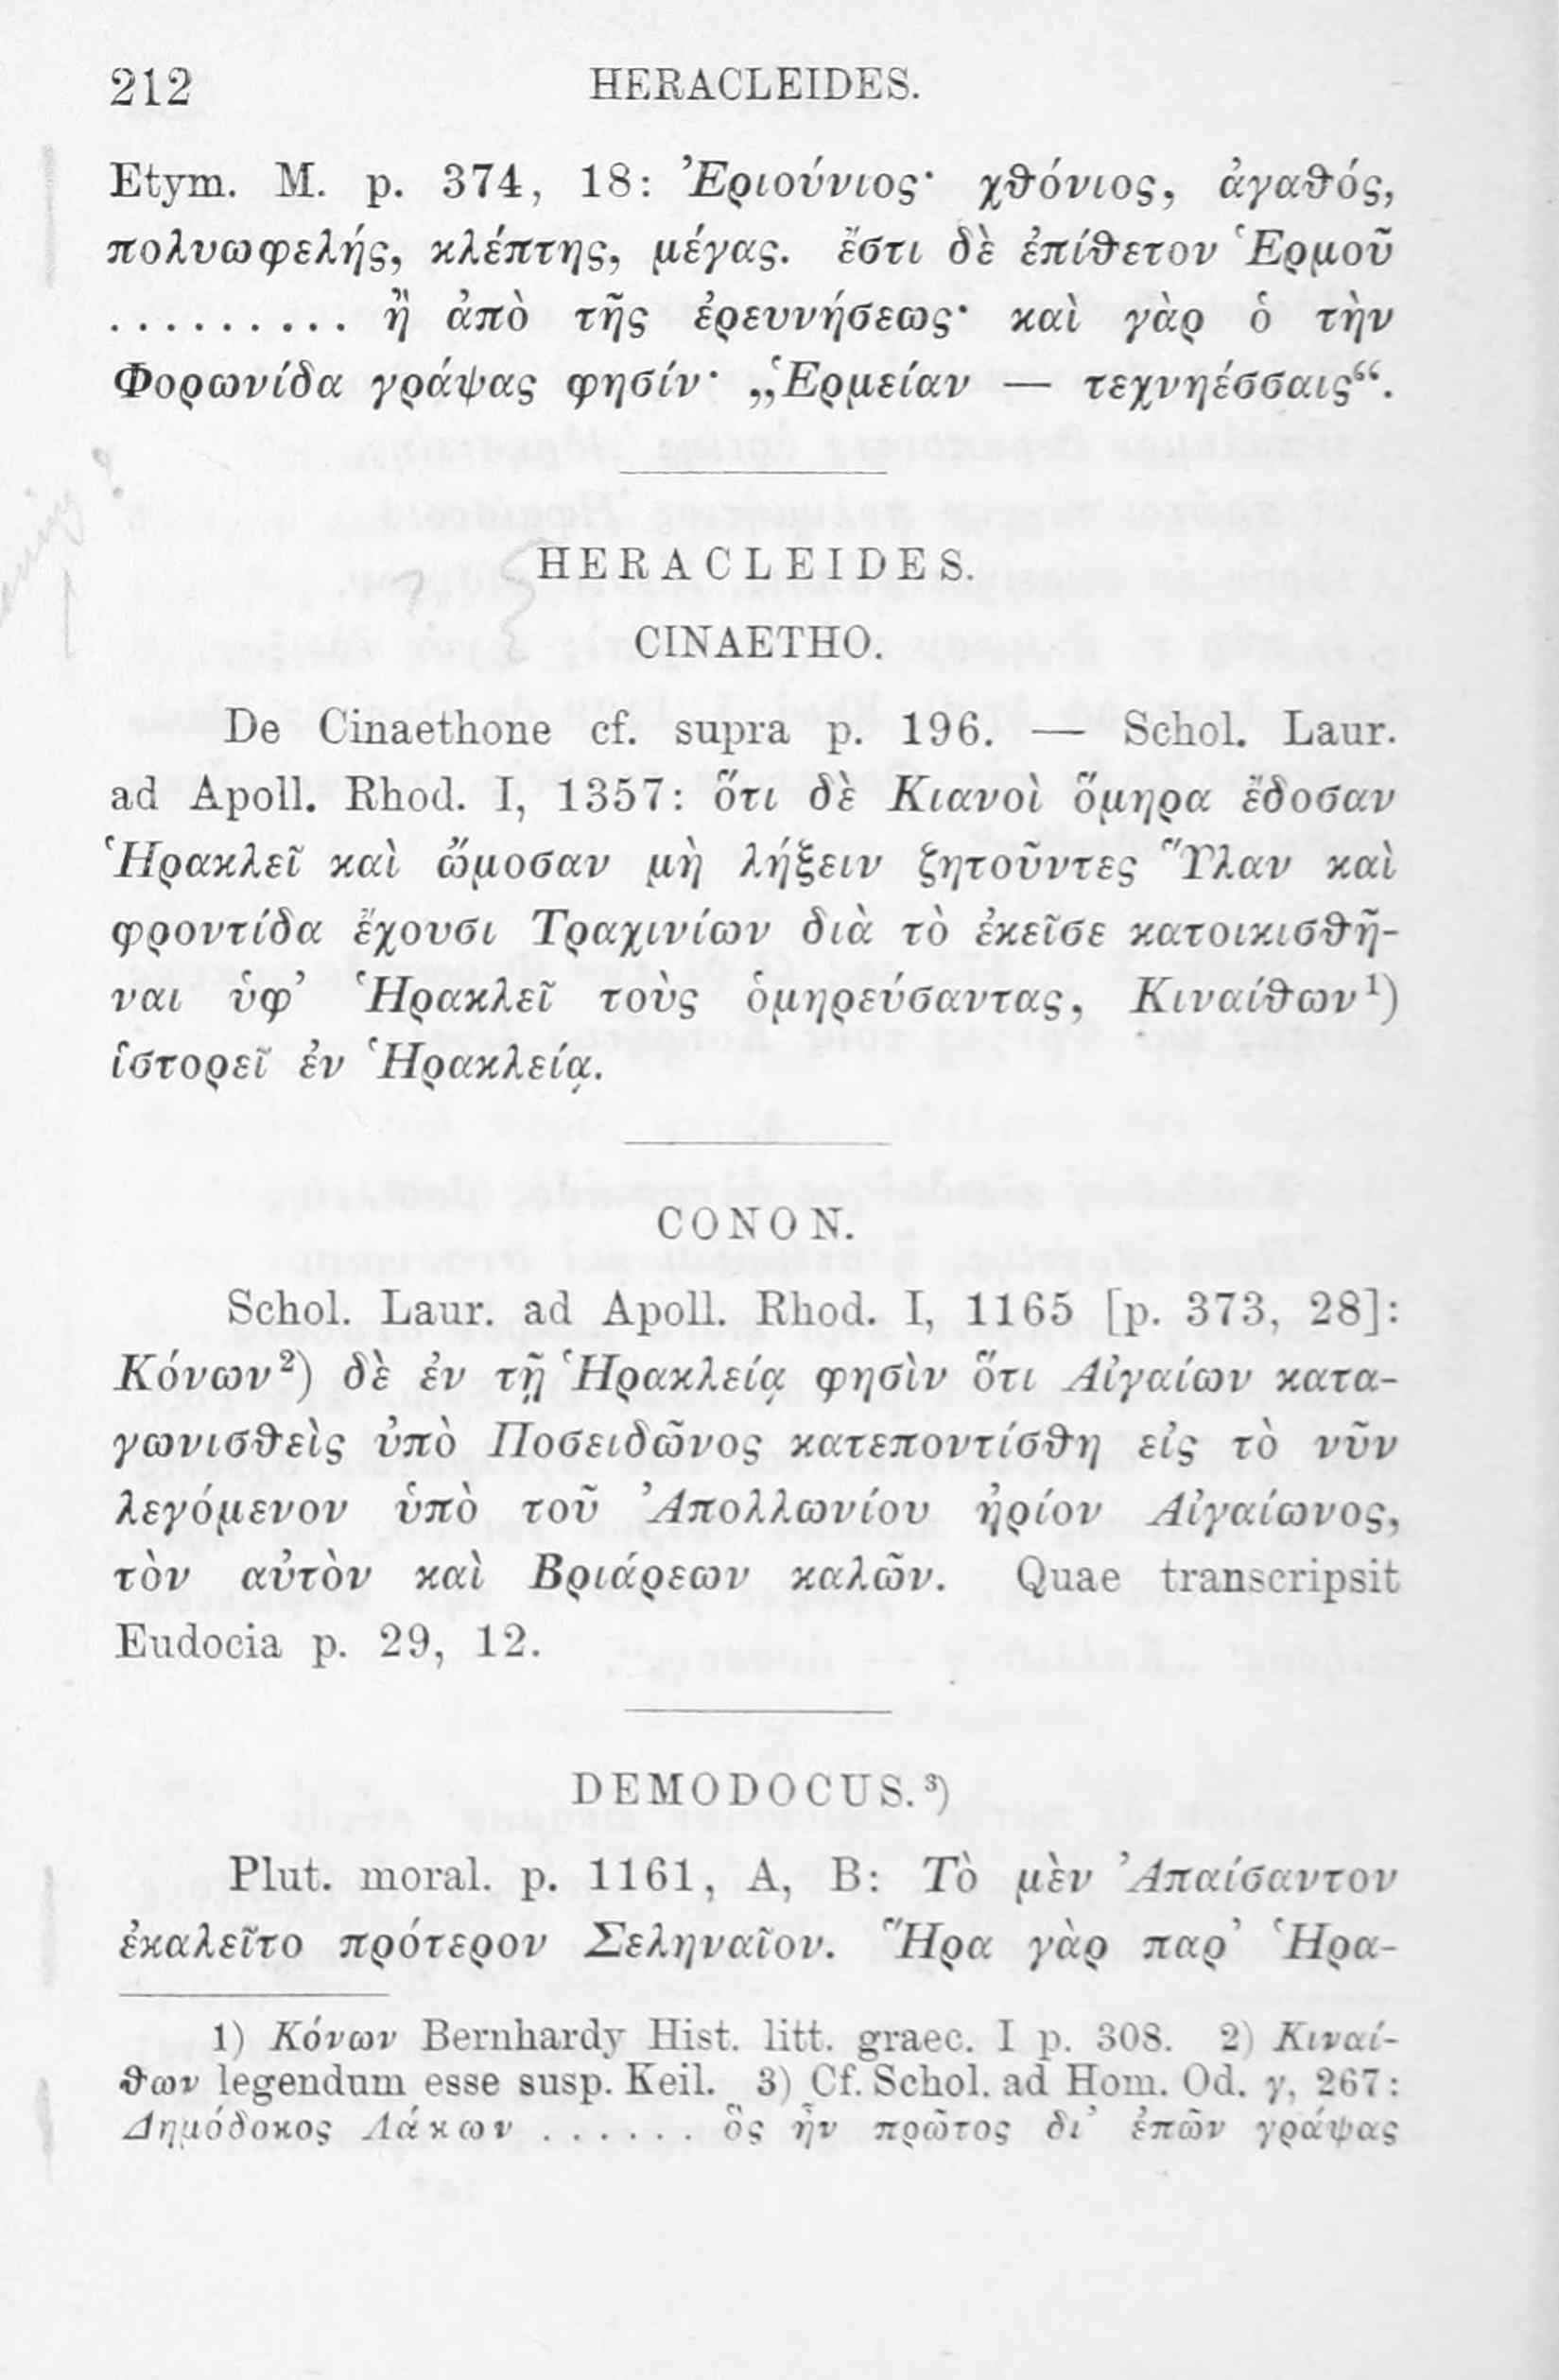 212 HERACLEIDES.
Etym. M. p. 374, 18: Ἐριούνιος· χθόνιος, ἀγαθός,
πολυωφελής, κλέπτης, μέγας. ἔστι δὲ ἐπίθετον Ἑρμοῦ
.......... ἢ ἀπὸ τῆς ἐρευνήσεως· καὶ γὰρ ὁ τὴν
Φορωνίδα γράψας φησίν· „Ἑρμείαν — τεχνηέσσαις“.
HERACLEIDES.
CINAETHO.
De Cinaethone cf. supra p. 196. — Schol. Laur.
ad Apoll. Rhod. I, 1357: ὅτι δὲ Κιανοὶ ὅμηρα ἔδοσαν
Ἡρακλεῖ καὶ ὤμοσαν μὴ λήξειν ζητοῦντες Ὕλαν καὶ
φροντίδα ἔχουσι Τραχινίων διὰ τὸ ἐκεῖσε κατοικισθῆ-
ναι ὑφ’ Ἡρακλεῖ τοὺς ὁμηρεύσαντας, Κιναίθων¹)
ἱστορεῖ ἐν Ἡρακλείᾳ.
CONON.
Schol. Laur. ad Apoll. Rhod. I, 1165 [p. 373, 28]:
Κόνων²) δὲ ἐν τῇ Ἡρακλείᾳ φησὶν ὅτι Αἰγαίων κατα-
γωνισθεὶς ὑπὸ Ποσειδῶνος κατεποντίσθη εἰς τὸ νῦν
λεγόμενον ὑπὸ τοῦ Ἀπολλωνίου ἠρίον Αἰγαίωνος,
τὸν αὐτὸν καὶ Βριάρεων καλῶν. Quae transcripsit
Eudocia p. 29, 12.
DEMODOCUS.³)
Plut. moral. p. 1161, A, B: Τὸ μὲν Ἀπαίσαντον
ἐκαλεῖτο πρότερον Σεληναῖον. Ἥρα γὰρ παρ’ Ἡρα-
1) Κόνων Bernhardy Hist. litt. graec. I p. 308. 2) Κιναί-
θων legendum esse susp. Keil. 3) Cf. Schol. ad Hom. Od. γ, 267:
Δημόδοκος Λάκων ...... ὃς ἦν πρῶτος δι’ ἐπῶν γράψας